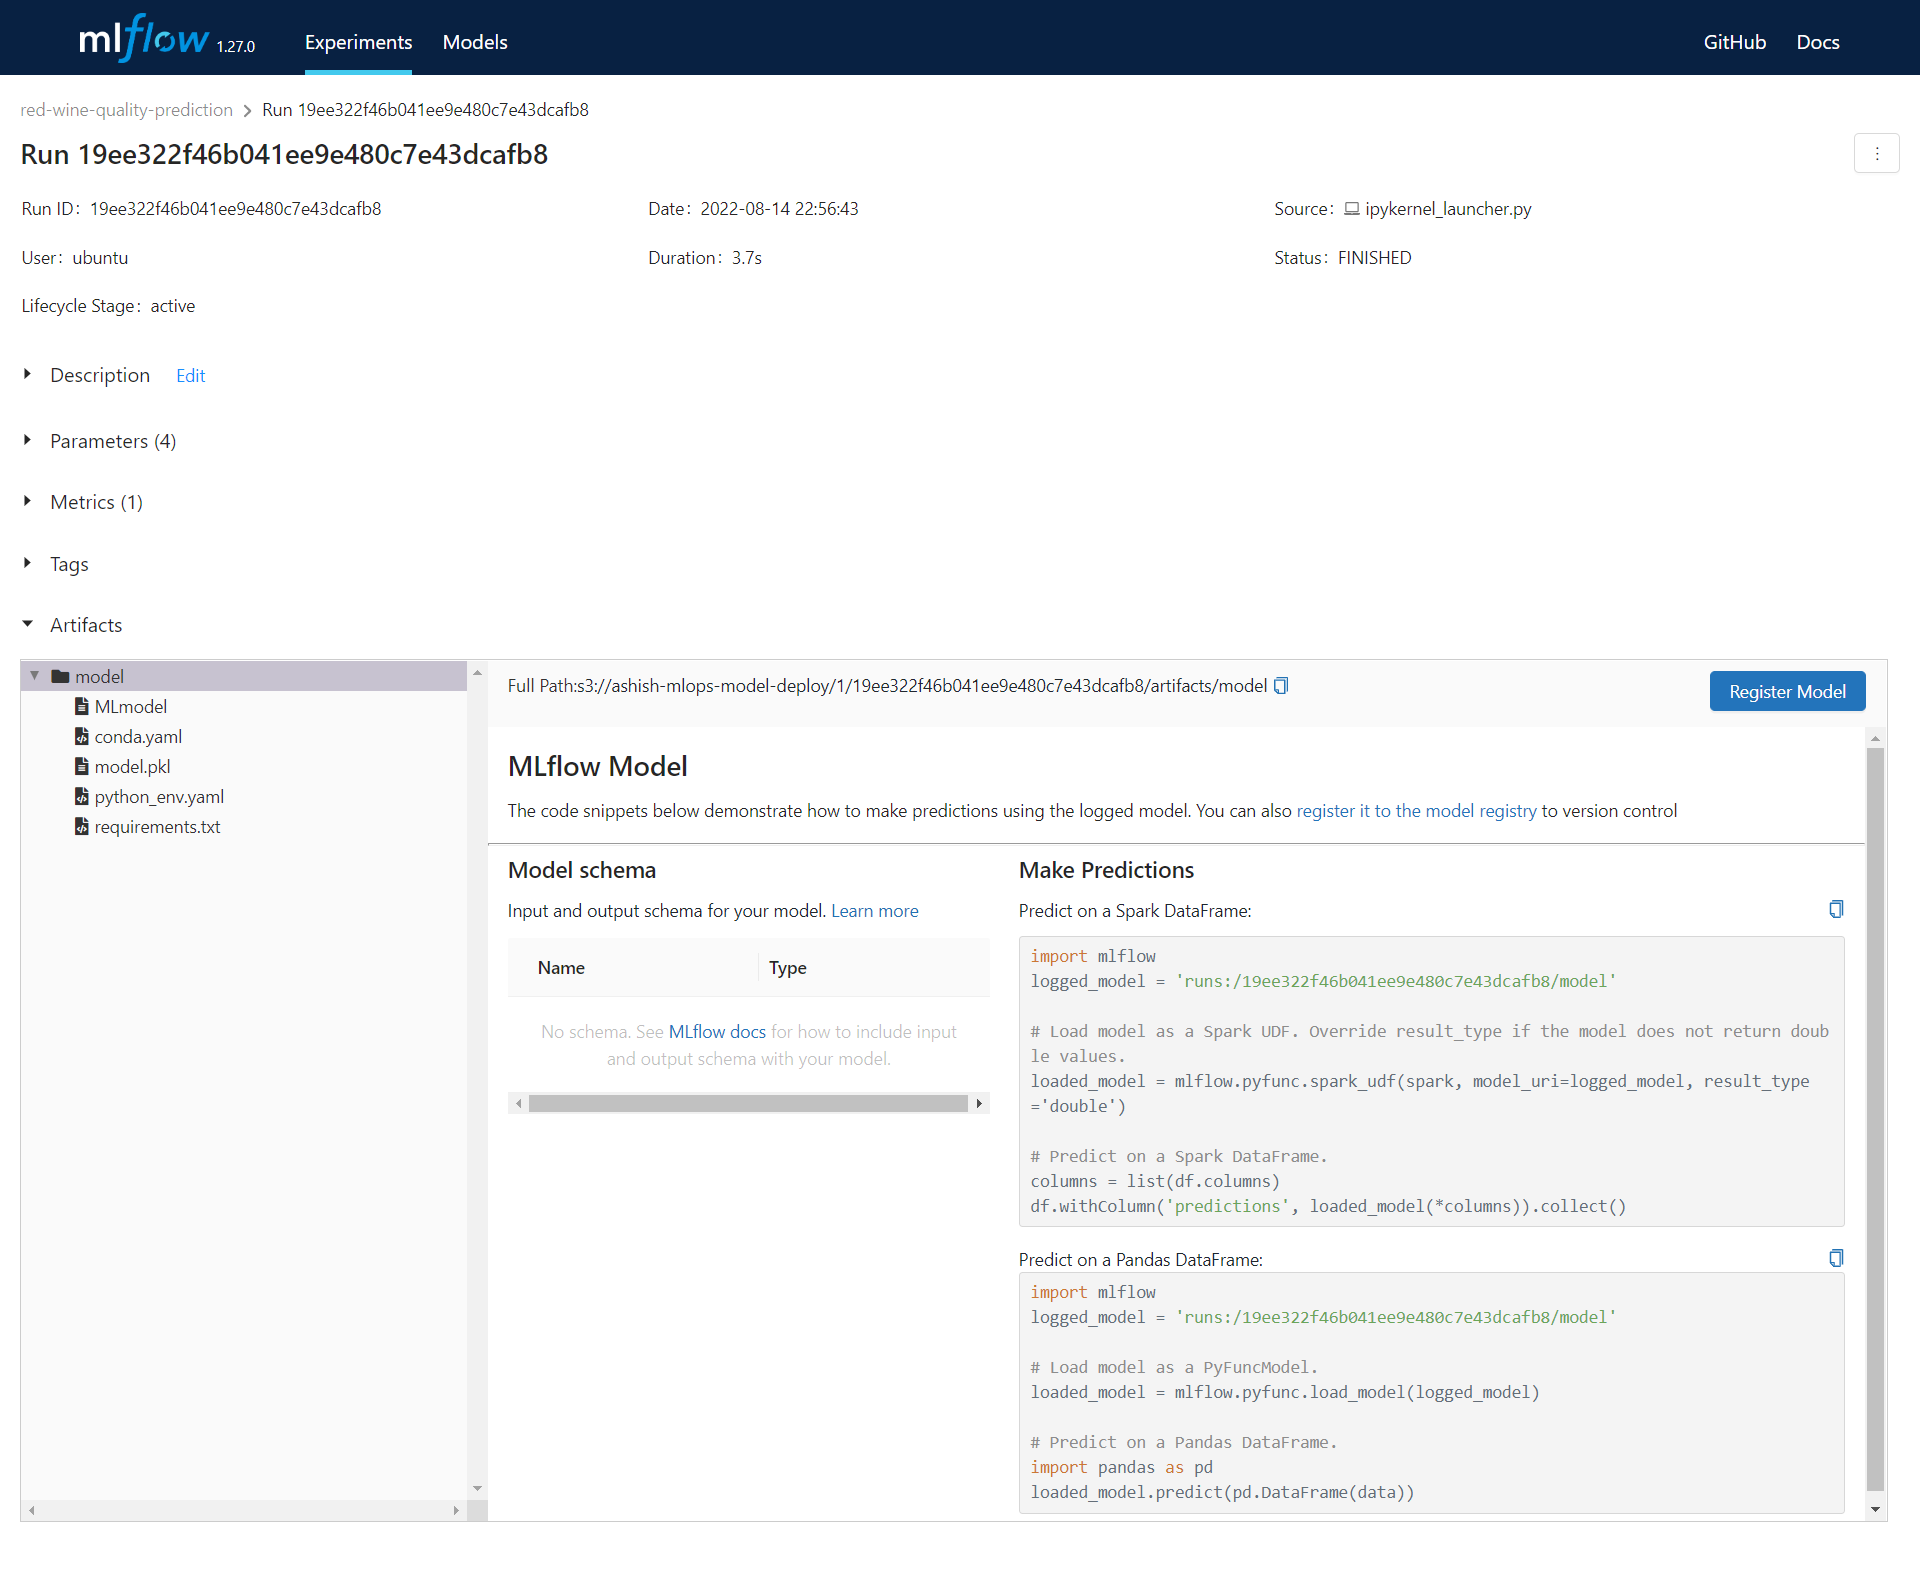 mlflow 1.27.0 Experiments Models GitHub Docs
red-wine-quality-prediction > Run 19ee322f46b041ee9e480c7e43dcafb8
Run 19ee322f46b041ee9e480c7e43dcafb8
Run ID: 19ee322f46b041ee9e480c7e43dcafb8 Date: 2022-08-14 22:56:43 Source: ipykernel_launcher.py
User: ubuntu Duration: 3.7s Status: FINISHED
Lifecycle Stage: active
Description Edit
Parameters (4)
Metrics (1)
Tags
Artifacts
model
MLmodel
conda.yaml
model.pkl
python_env.yaml
requirements.txt
Full Path:s3://ashish-mlops-model-deploy/1/19ee322f46b041ee9e480c7e43dcafb8/artifacts/model
Register Model
MLflow Model
The code snippets below demonstrate how to make predictions using the logged model. You can also register it to the model registry to version control
Model schema
Input and output schema for your model. Learn more
Name Type
No schema. See MLflow docs for how to include input
and output schema with your model.
Make Predictions
Predict on a Spark DataFrame:
import mlflow
logged_model = 'runs:/19ee322f46b041ee9e480c7e43dcafb8/model'
# Load model as a Spark UDF. Override result_type if the model does not return doub
le values.
loaded_model = mlflow.pyfunc.spark_udf(spark, model_uri=logged_model, result_type
='double')
# Predict on a Spark DataFrame.
columns = list(df.columns)
df.withColumn('predictions', loaded_model(*columns)).collect()
Predict on a Pandas DataFrame:
import mlflow
logged_model = 'runs:/19ee322f46b041ee9e480c7e43dcafb8/model'
# Load model as a PyFuncModel.
loaded_model = mlflow.pyfunc.load_model(logged_model)
# Predict on a Pandas DataFrame.
import pandas as pd
loaded_model.predict(pd.DataFrame(data))